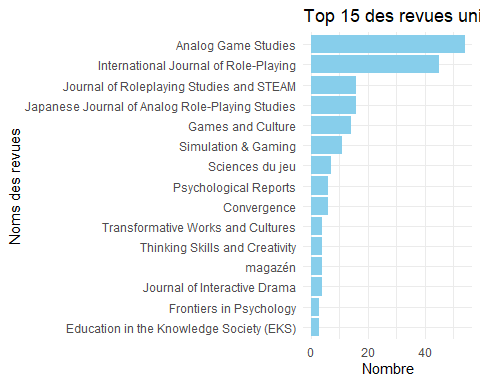 Top 15 des revues uni
Noms des revues
Analog Game Studies
International Journal of Role-Playing
Journal of Roleplaying Studies and STEAM
Japanese Journal of Analog Role-Playing Studies
Games and Culture
Simulation & Gaming
Sciences du jeu
Psychological Reports
Convergence
Transformative Works and Cultures
Thinking Skills and Creativity
magazén
Journal of Interactive Drama
Frontiers in Psychology
Education in the Knowledge Society (EKS)
0 20 40
Nombre